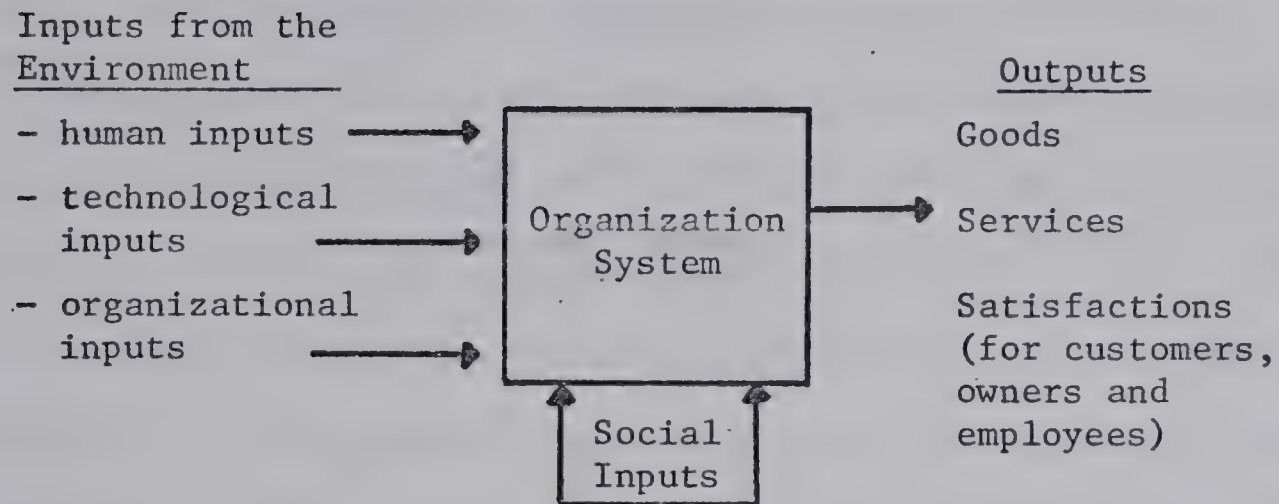 Inputs from the
Environment
- human inputs
- technological
inputs
- organizational
inputs
Organization
System
Social
Inputs
Outputs
Goods
Services
Satisfactions
(for customers,
owners and
employees)